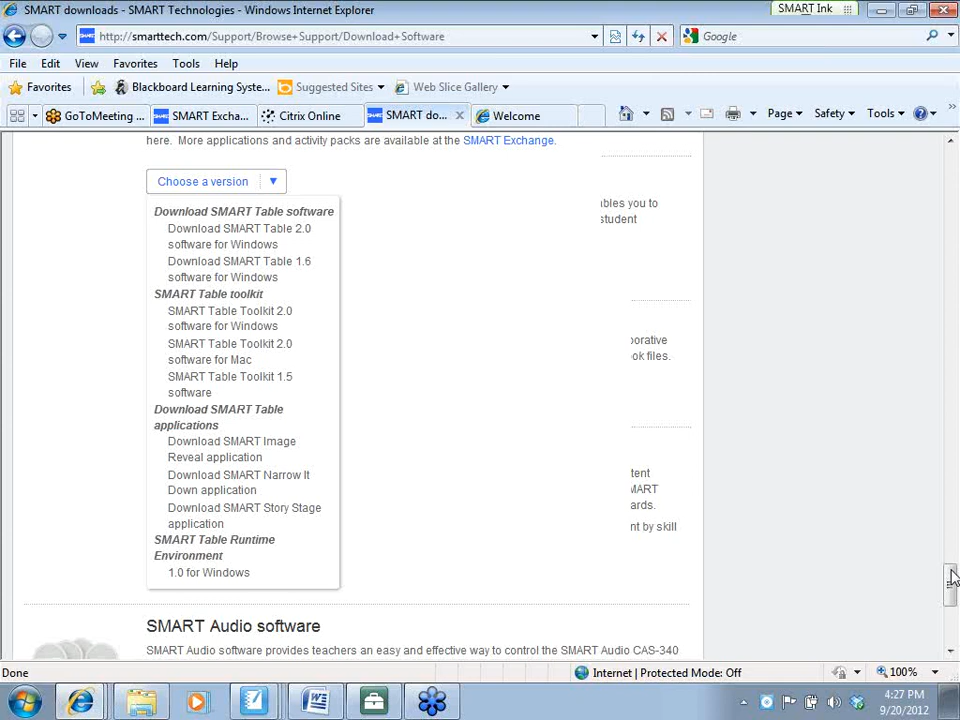 SMART downloads - SMART Technologies - Windows Internet Explorer
SMART Ink
http://smarttech.com/Support/Browse+Support/Download+Software
Google
File Edit View Favorites Tools Help
Favorites Blackboard Learning Syste... Suggested Sites Web Slice Gallery
GoToMeeting ... SMART Excha... Citrix Online SMART do... Welcome Page Safety Tools
here. More applications and activity packs are available at the SMART Exchange.
Choose a version
Download SMART Table software
Download SMART Table 2.0
software for Windows
Download SMART Table 1.6
software for Windows
SMART Table toolkit
SMART Table Toolkit 2.0
software for Windows
SMART Table Toolkit 2.0
software for Mac
SMART Table Toolkit 1.5
software
Download SMART Table
applications
Download SMART Image
Reveal application
Download SMART Narrow It
Down application
Download SMART Story Stage
application
SMART Table Runtime
Environment
1.0 for Windows
ables you to
student
orative
ok files.
tent
MART
ards.
nt by skill
SMART Audio software
SMART Audio software provides teachers an easy and effective way to control the SMART Audio CAS-340
Done
Internet | Protected Mode: Off
100%
4:27 PM
9/20/2012